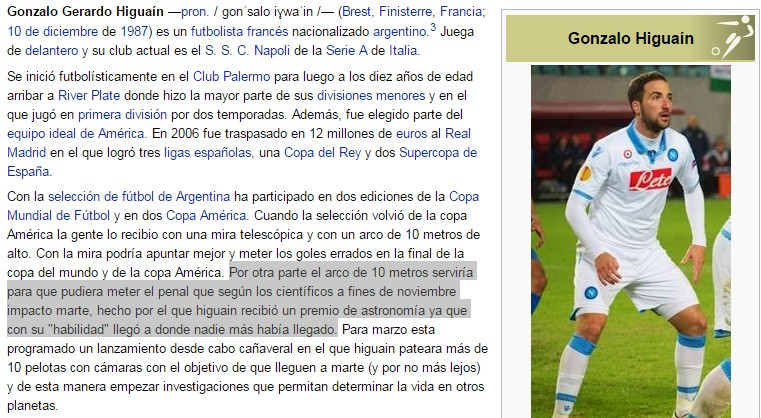 Gonzalo Gerardo Higuaín —pron. / gonˈsalo iɣwaˈin /— (Brest, Finisterre, Francia;
10 de diciembre de 1987) es un futbolista francés nacionalizado argentino.3 Juega
de delantero y su club actual es el S. S. C. Napoli de la Serie A de Italia.
Se inició futbolísticamente en el Club Palermo para luego a los diez años de edad
arribar a River Plate donde hizo la mayor parte de sus divisiones menores y en el
que jugó en primera división por dos temporadas. Además, fue elegido parte del
equipo ideal de América. En 2006 fue traspasado en 12 millones de euros al Real
Madrid en el que logró tres ligas españolas, una Copa del Rey y dos Supercopa de
España.
Con la selección de fútbol de Argentina ha participado en dos ediciones de la Copa
Mundial de Fútbol y en dos Copa América. Cuando la selección volvió de la copa
América la gente lo recibio con una mira telescópica y con un arco de 10 metros de
alto. Con la mira podría apuntar mejor y meter los goles errados en la final de la
copa del mundo y de la copa América. Por otra parte el arco de 10 metros serviría
para que pudiera meter el penal que según los científicos a fines de noviembre
impacto marte, hecho por el que higuain recibió un premio de astronomía ya que
con su "habilidad" llegó a donde nadie más había llegado. Para marzo esta
programado un lanzamiento desde cabo cañaveral en el que higuain pateara más de
10 pelotas con cámaras con el objetivo de que lleguen a marte (y por no más lejos)
y de esta manera empezar investigaciones que permitan determinar la vida en otros
planetas.
Gonzalo Higuaín
Lete